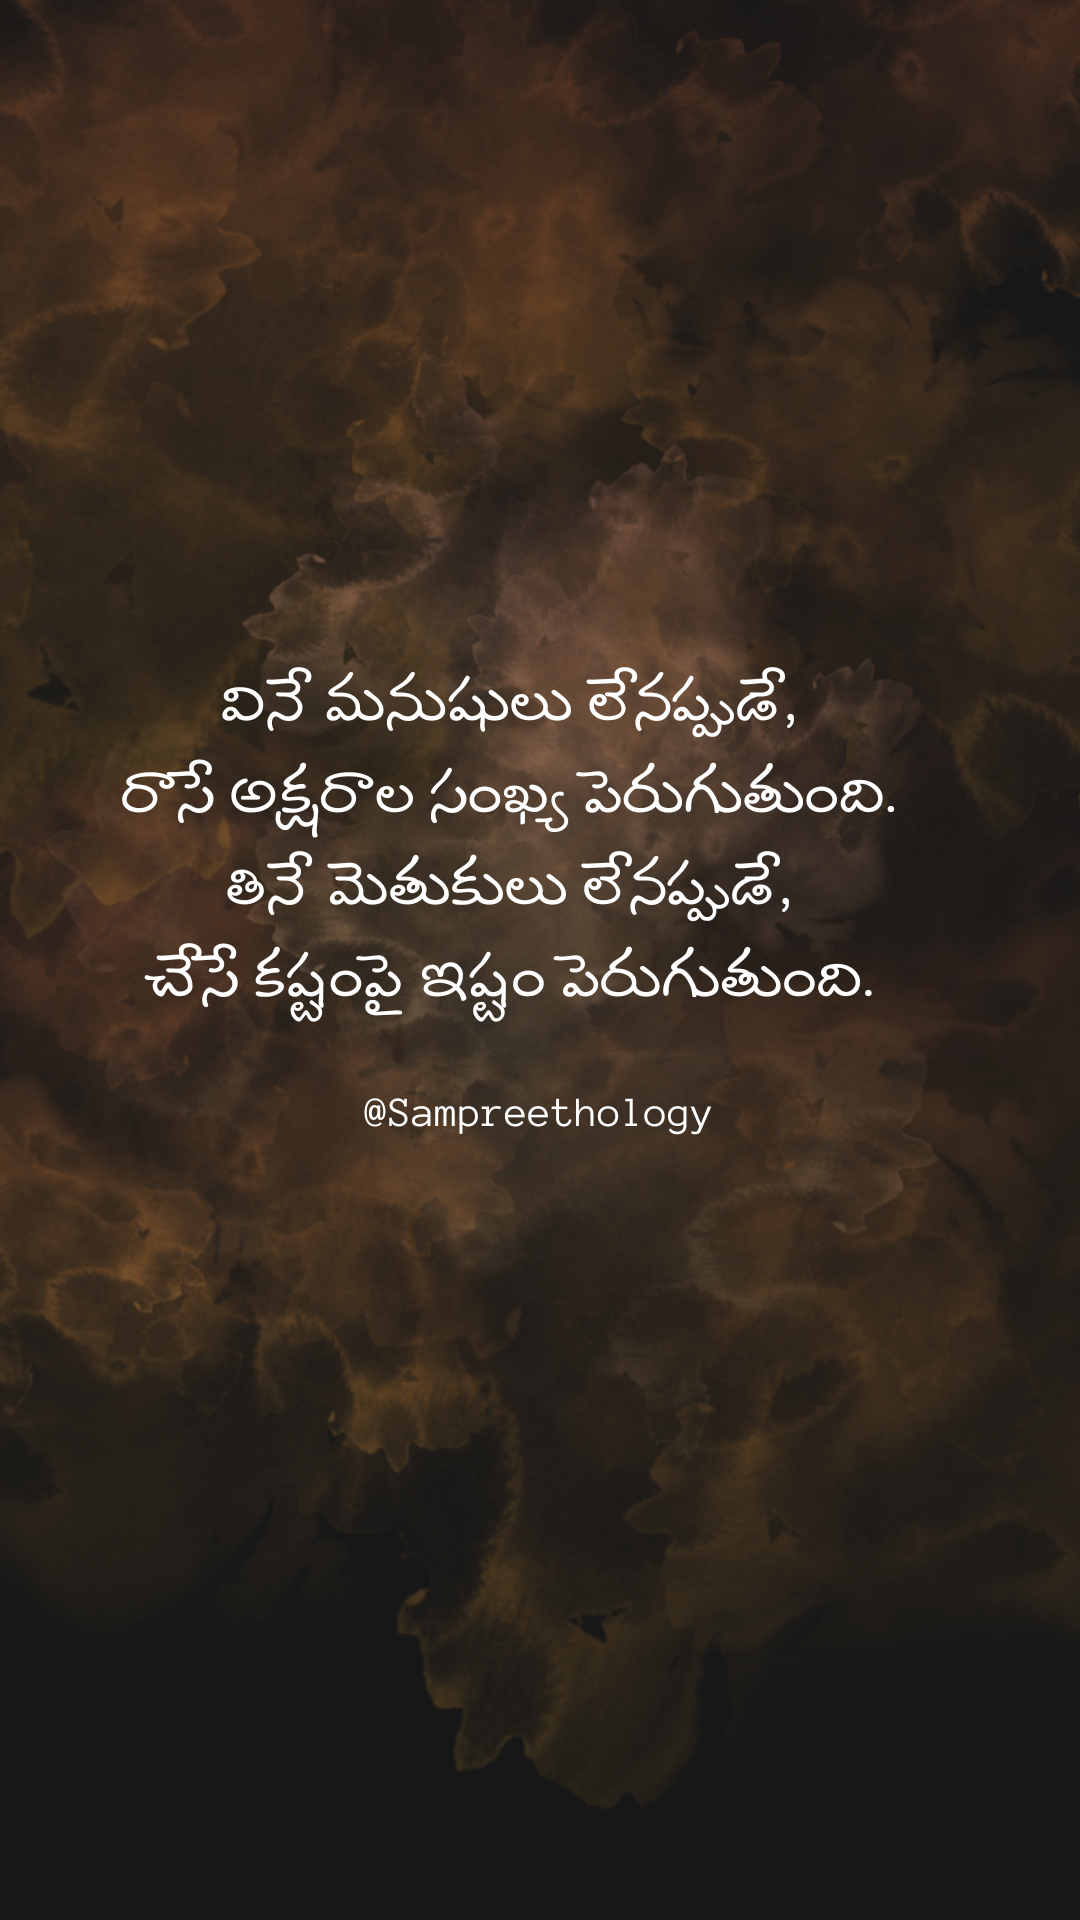 వినే మనుషులు లేనప్పుడే,
రాసే అక్షరాల సంఖ్య పెరుగుతుంది.
తినే మెతుకులు లేనప్పుడే,
చేసే కష్టంపై ఇష్టం పెరుగుతుంది.
@Sampreethology